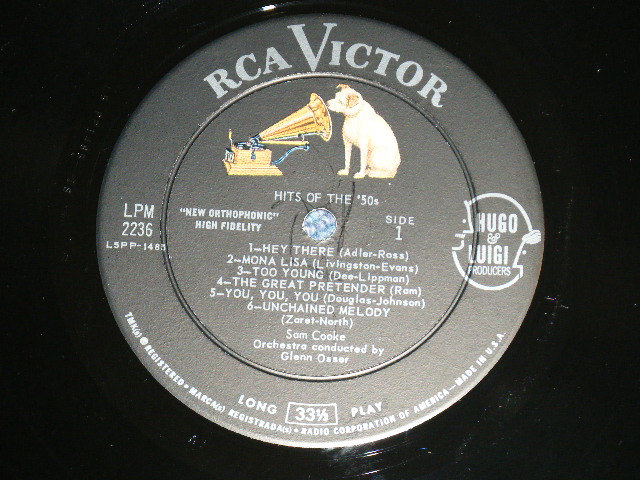 RCA VICTOR
HITS OF THE '50s
LPM
2236
L5PP-1485
"NEW ORTHOPHONIC"
HIGH FIDELITY
SIDE
1
HUGO
&
LUIGI
PRODUCERS
1—HEY THERE (Adler-Ross)
2—MONA LISA (Livingston-Evans)
3—TOO YOUNG (Dee-Lippman)
4—THE GREAT PRETENDER (Ram)
5—YOU, YOU, YOU (Douglas-Johnson)
6—UNCHAINED MELODY
(Zaret-North)
Sam Cooke
Orchestra conducted by
Glenn Osser
LONG 33⅓ PLAY
TMK(s) ® REGISTERED • MARCA(s) REGISTRADA(s) • RADIO CORPORATION OF AMERICA—MADE IN U.S.A.